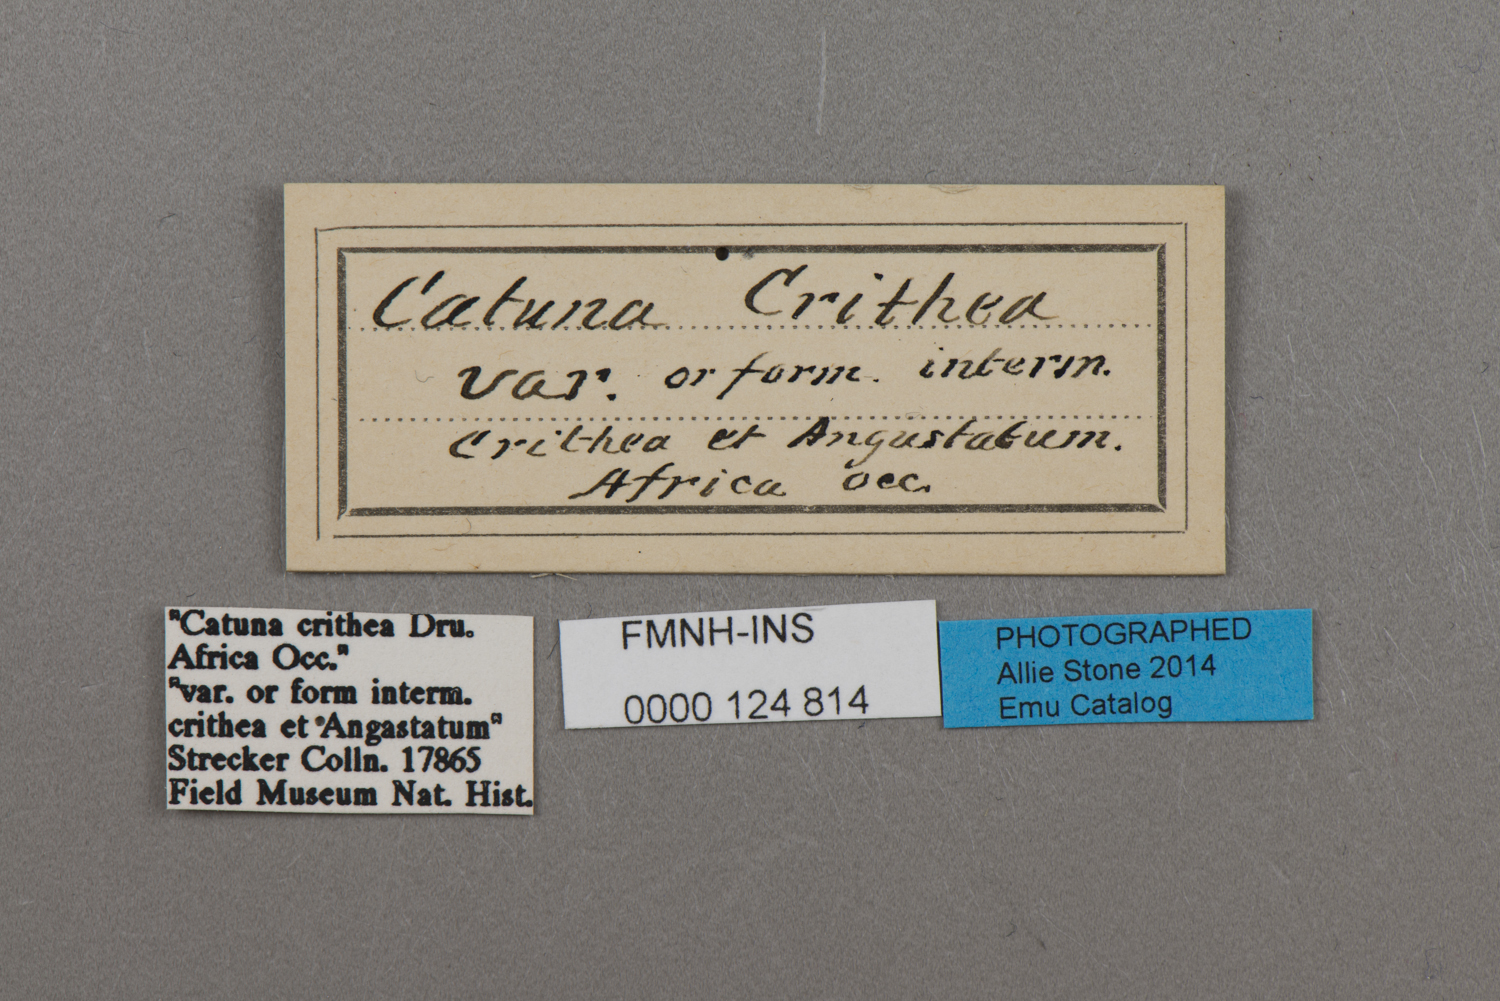 Catuna Crithea
var. or form. interm.
Crithea et Angustatum.
Africa occ.
"Catuna crithea Dru.
Africa Occ."
"var. or form interm.
crithea et "Angastatum"
Strecker Colln. 17865
Field Museum Nat. Hist.
FMNH-INS
0000 124 814
PHOTOGRAPHED
Allie Stone 2014
Emu Catalog